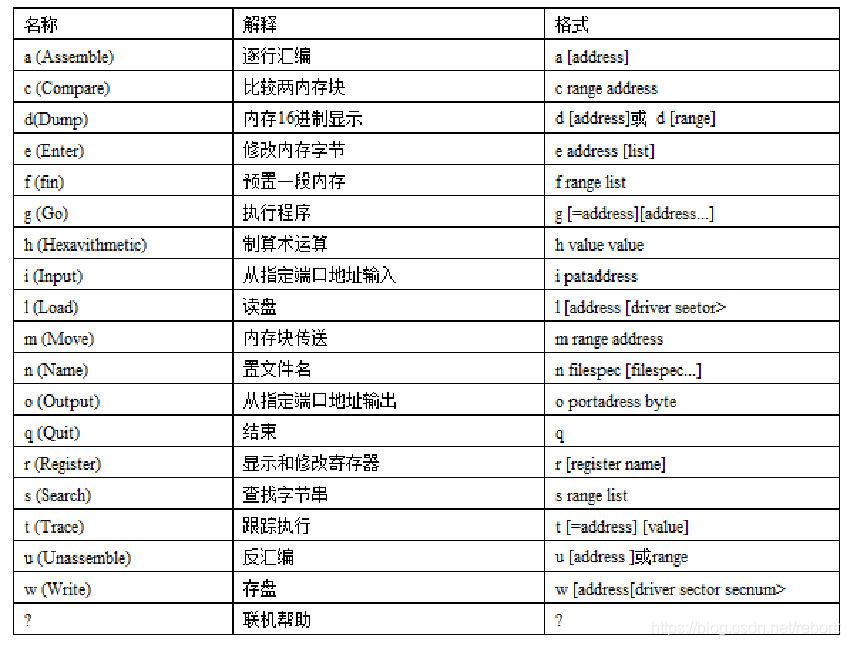 名称 解释 格式
a (Assemble) 逐行汇编 a [address]
c (Compare) 比较两内存块 c range address
d(Dump) 内存16进制显示 d [address]或 d [range]
e (Enter) 修改内存字节 e address [list]
f (fin) 预置一段内存 f range list
g (Go) 执行程序 g [=address][address...]
h (Hexavithmetic) 制算术运算 h value value
i (Input) 从指定端口地址输入 i pataddress
l (Load) 读盘 l [address [driver seetor>
m (Move) 内存块传送 m range address
n (Name) 置文件名 n filespec [filespec...]
o (Output) 从指定端口地址输出 o portadress byte
q (Quit) 结束 q
r (Register) 显示和修改寄存器 r [register name]
s (Search) 查找字节串 s range list
t (Trace) 跟踪执行 t [=address] [value]
u (Unassemble) 反汇编 u [address ]或range
w (Write) 存盘 w [address[driver sector secnum>
? 联机帮助 ?